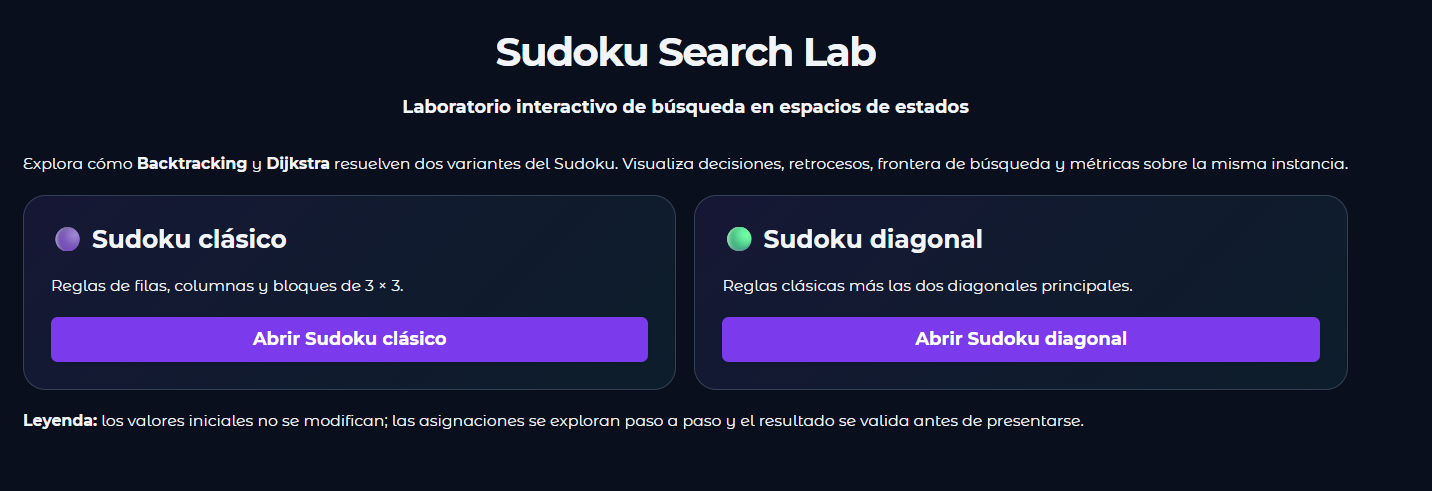 Sudoku Search Lab
Laboratorio interactivo de búsqueda en espacios de estados
Explora cómo Backtracking y Dijkstra resuelven dos variantes del Sudoku. Visualiza decisiones, retrocesos, frontera de búsqueda y métricas sobre la misma instancia.
Sudoku clásico
Reglas de filas, columnas y bloques de 3 × 3.
Abrir Sudoku clásico
Sudoku diagonal
Reglas clásicas más las dos diagonales principales.
Abrir Sudoku diagonal
Leyenda: los valores iniciales no se modifican; las asignaciones se exploran paso a paso y el resultado se valida antes de presentarse.